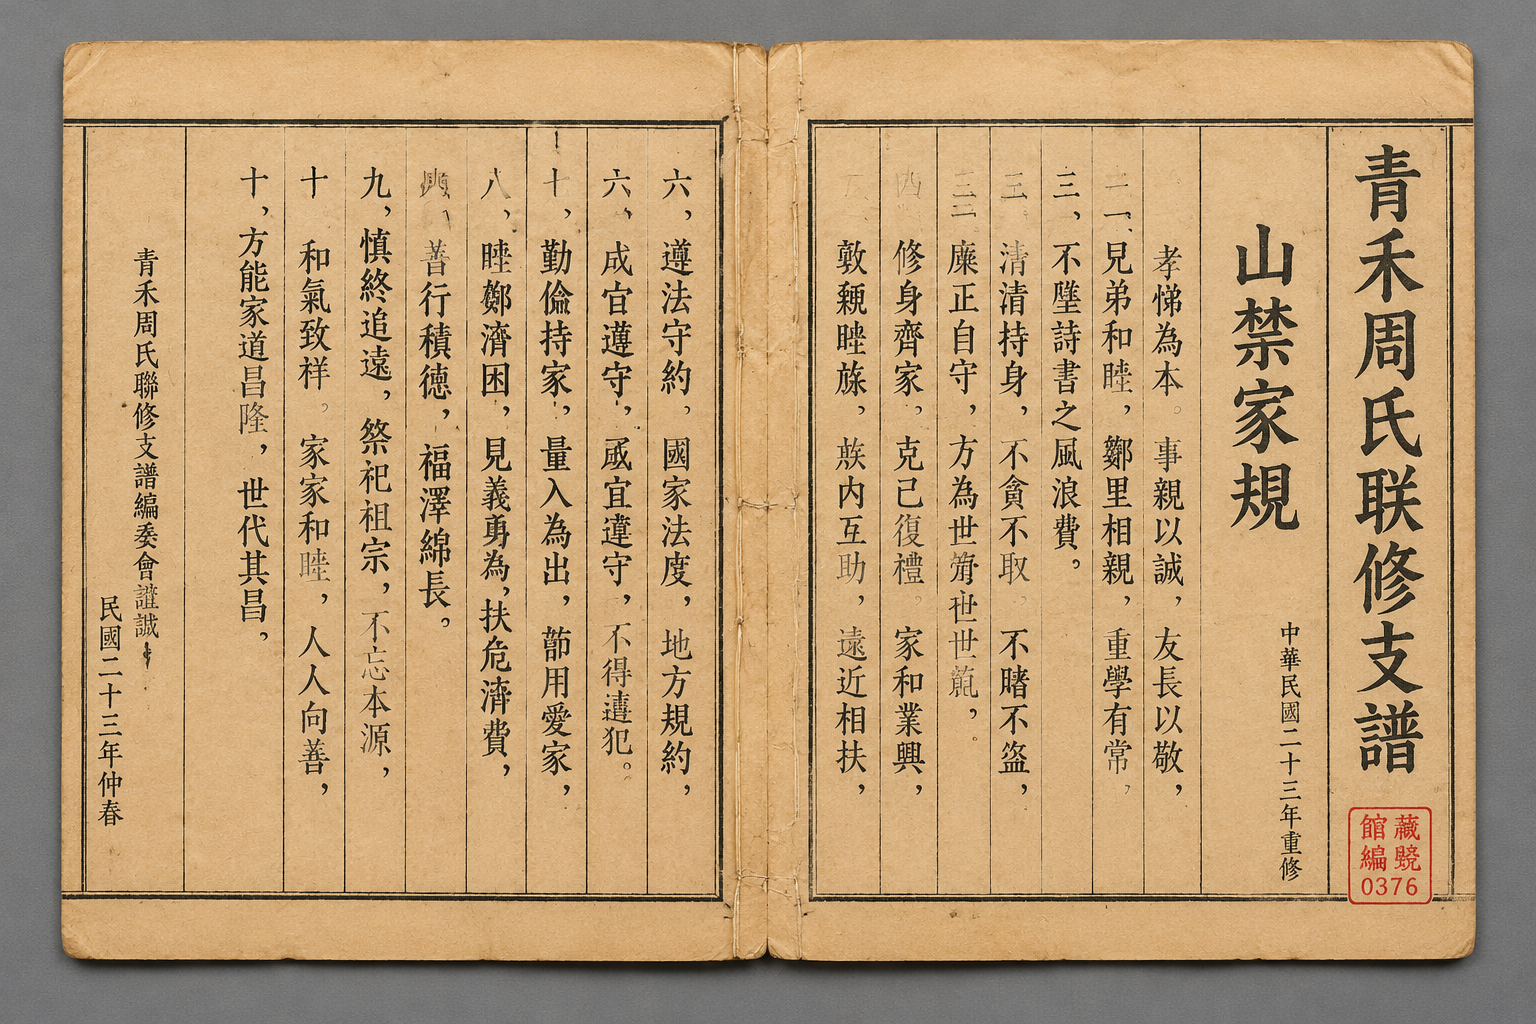 青禾周氏联修支譜
山禁家規
中華民國二十三年重修
孝悌為本。事親以誠，友長以敬，
二、兄弟和睦，鄰里相親，重學有常，
三、不墜詩書之風浪費。
三 清清持身，不貪不取，不賭不盜，
三 廉正自守，方為世 世世
四 修身齊家，克己復禮。家和業興，
敦親睦族，族內互助，遠近相扶，
六，遵法守約，國家法度，地方規約，
六，成宜遵守，宜違守，不得違犯。
十，勤儉持家，量入為出，節用愛家，
八，睦鄰濟困，見義勇為，扶危濟費，
善行積德，福澤綿長。
九，慎終追遠，祭祀祖宗，不忘本源，
十 和氣致祥。家家和睦，人人向善，
十，方能家道昌隆，世代其昌。
青禾周氏聯修支譜編委會謹誠
民國二十三年仲春
藏
館編
0376